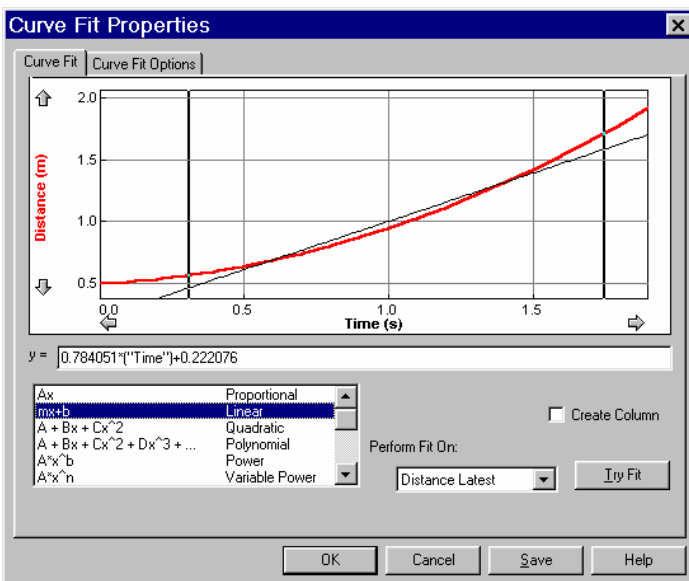 Curve Fit Properties
Curve Fit Curve Fit Options
2.0
1.5
1.0
0.5
Distance (m)
0.0 0.5 1.0 1.5
Time (s)
y = 0.784051*("Time")+0.222076
Ax Proportional
mx+b Linear
A + Bx + Cx^2 Quadratic
A + Bx + Cx^2 + Dx^3 + ... Polynomial
A*x^b Power
A*x^n Variable Power
Create Column
Perform Fit On:
Distance Latest
Try Fit
OK Cancel Save Help